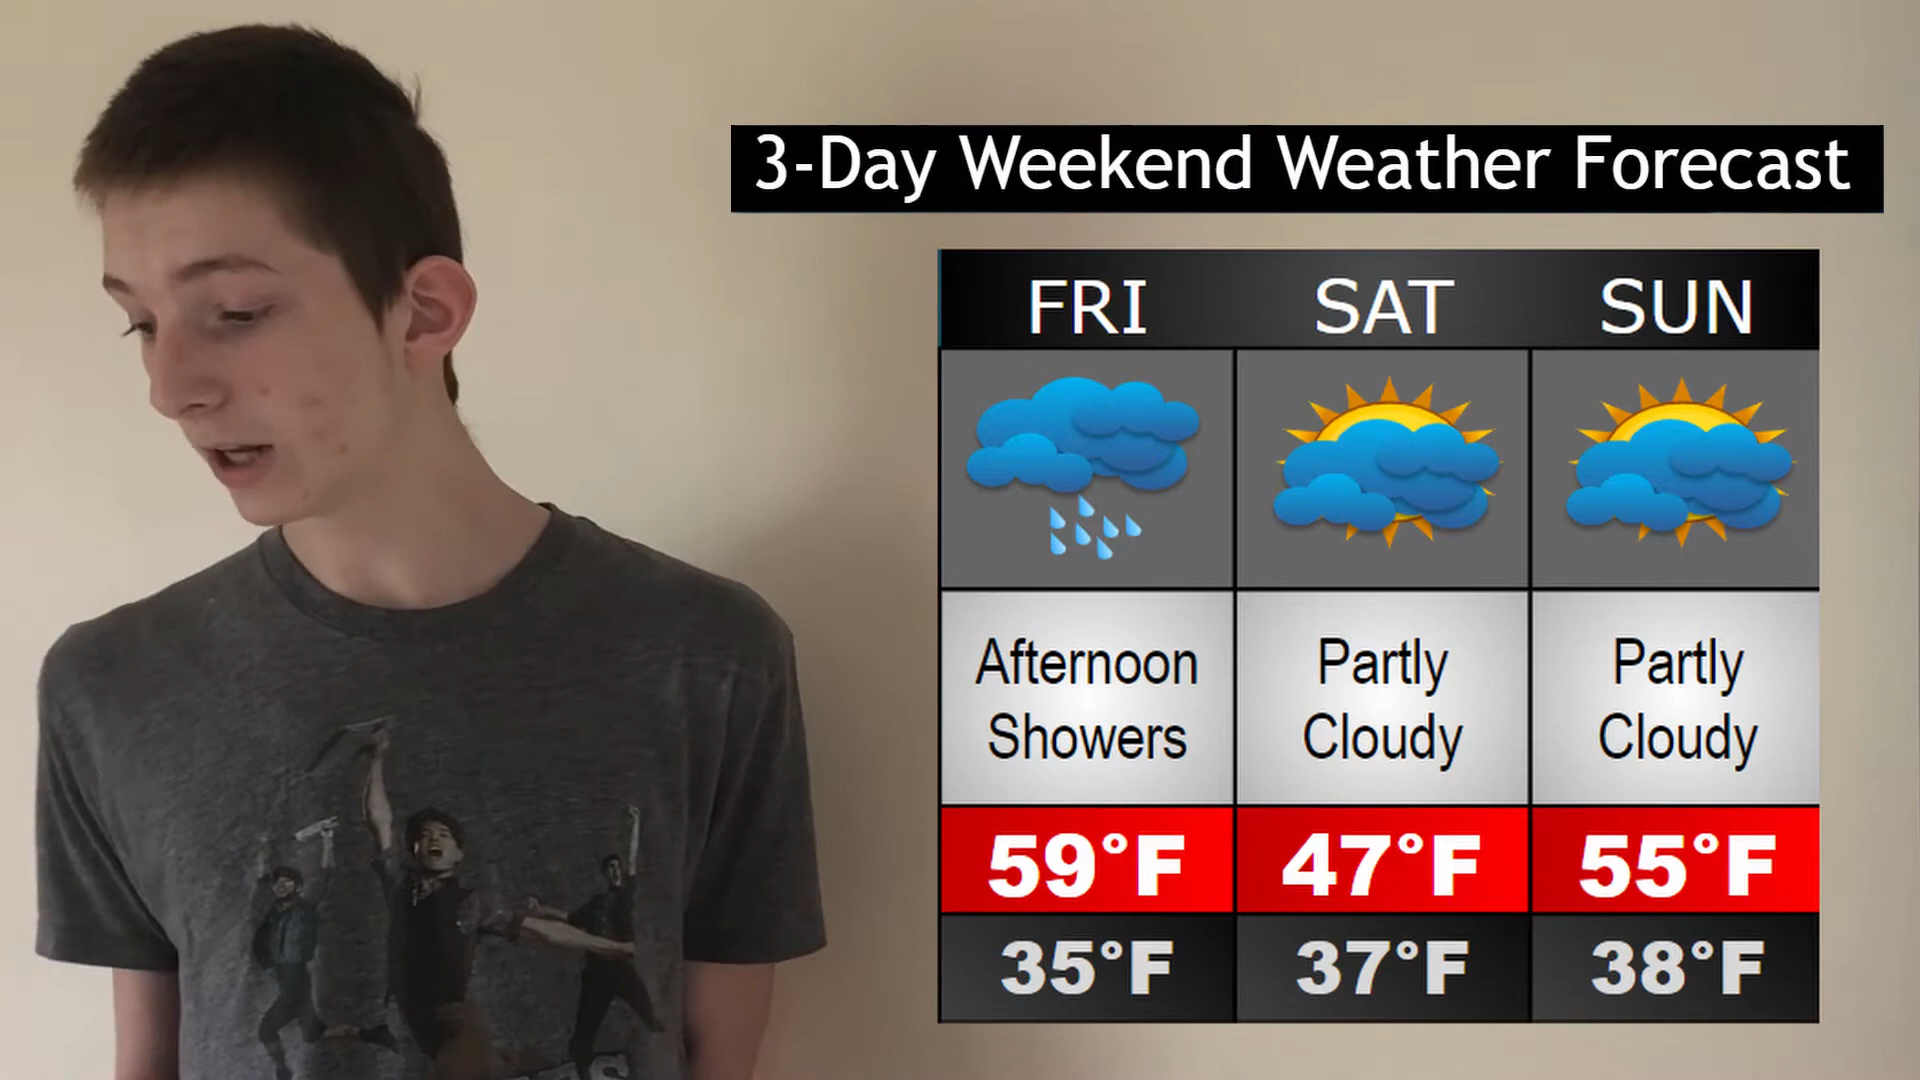 3-Day Weekend Weather Forecast
FRI SAT SUN
Afternoon Showers
Partly Cloudy
Partly Cloudy
59°F 47°F 55°F
35°F 37°F 38°F